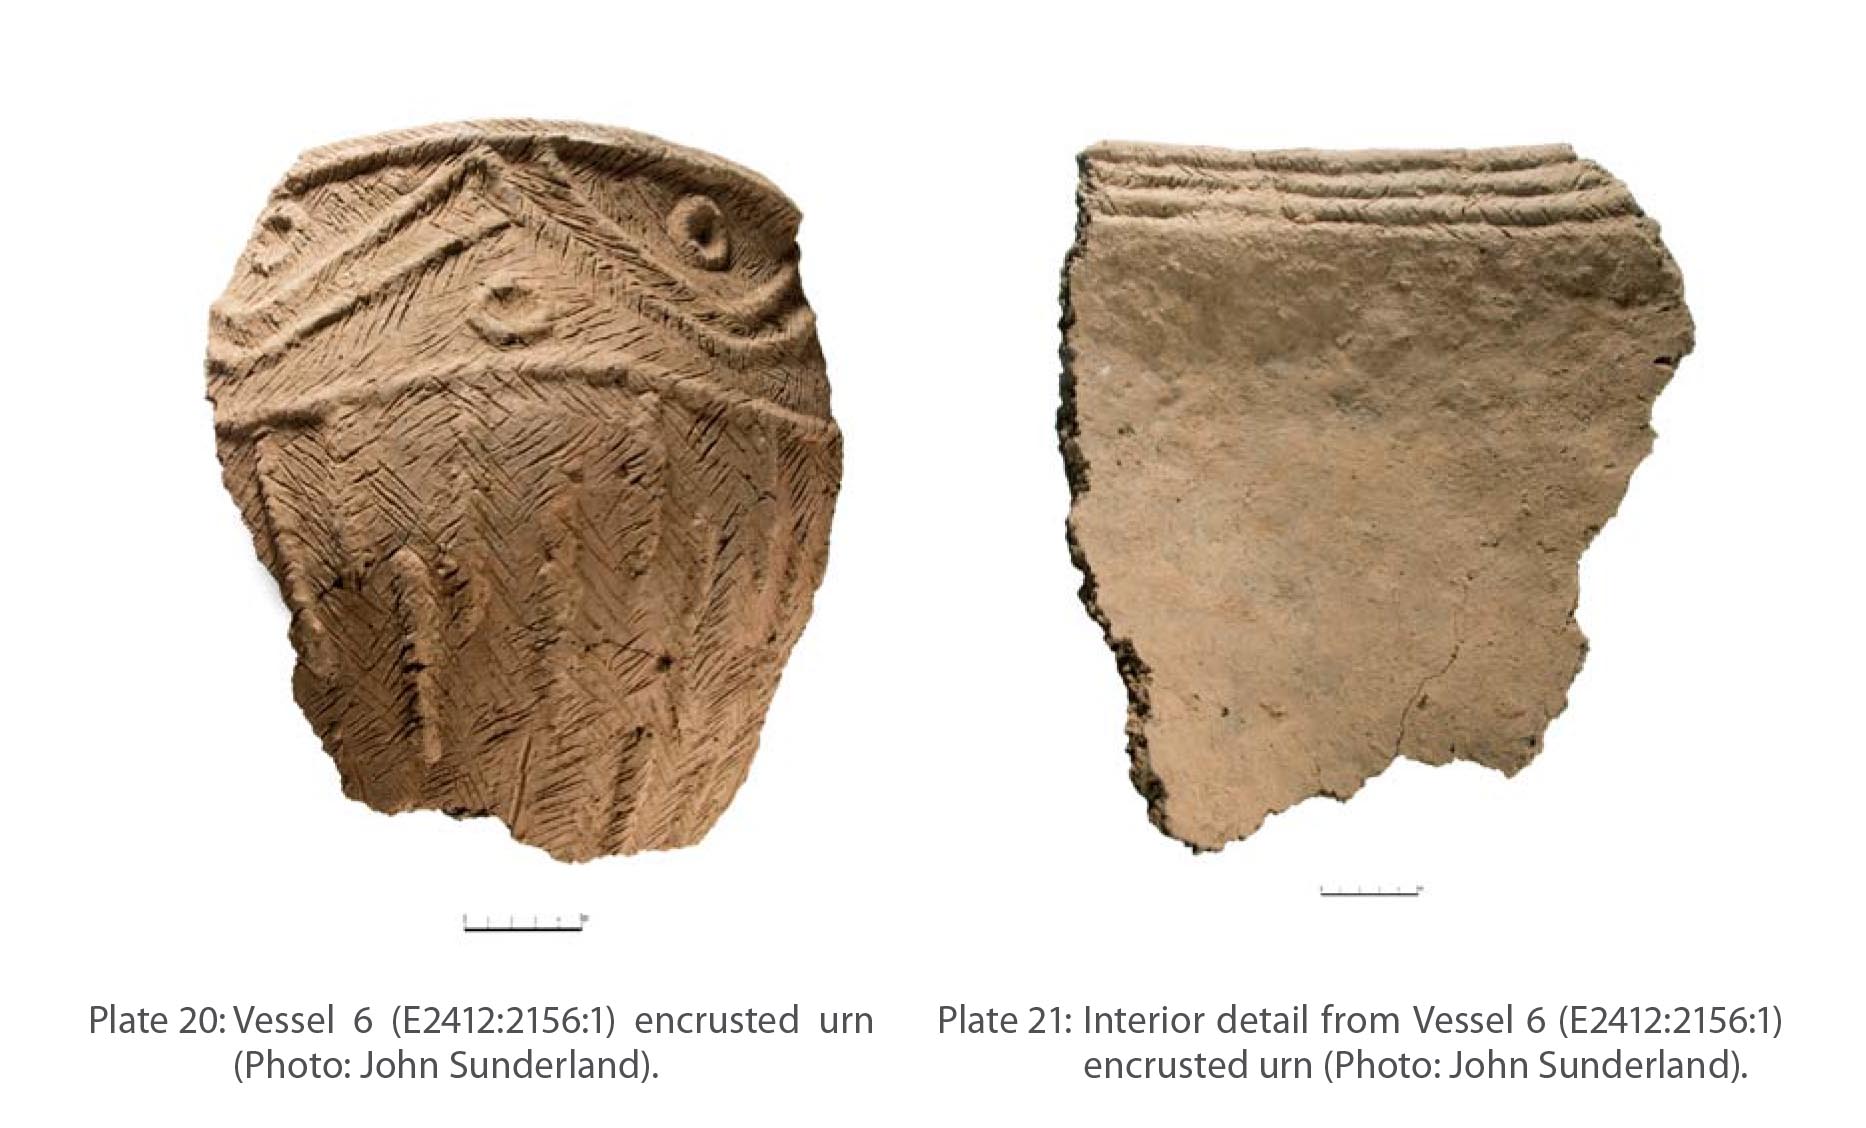 Plate 20: Vessel 6 (E2412:2156:1) encrusted urn
(Photo: John Sunderland).
Plate 21: Interior detail from Vessel 6 (E2412:2156:1)
encrusted urn (Photo: John Sunderland).